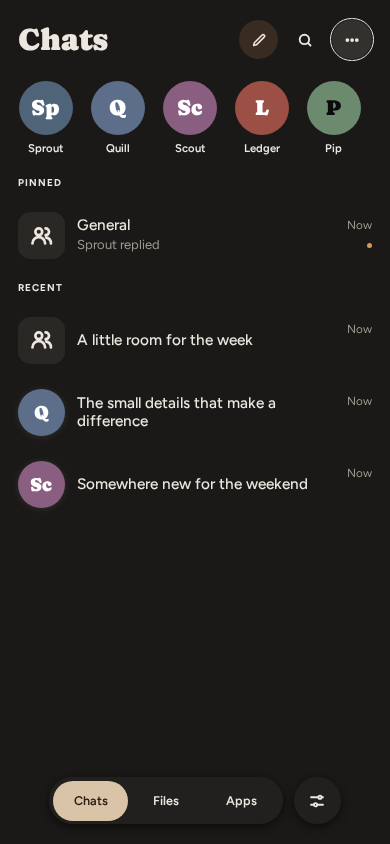 Chats
Sp
Q
Sc
L
P
Sprout
Quill
Scout
Ledger
Pip
PINNED
General
Now
Sprout replied
RECENT
A little room for the week
Now
Q
The small details that make a
difference
Now
Sc
Somewhere new for the weekend
Now
Chats
Files
Apps